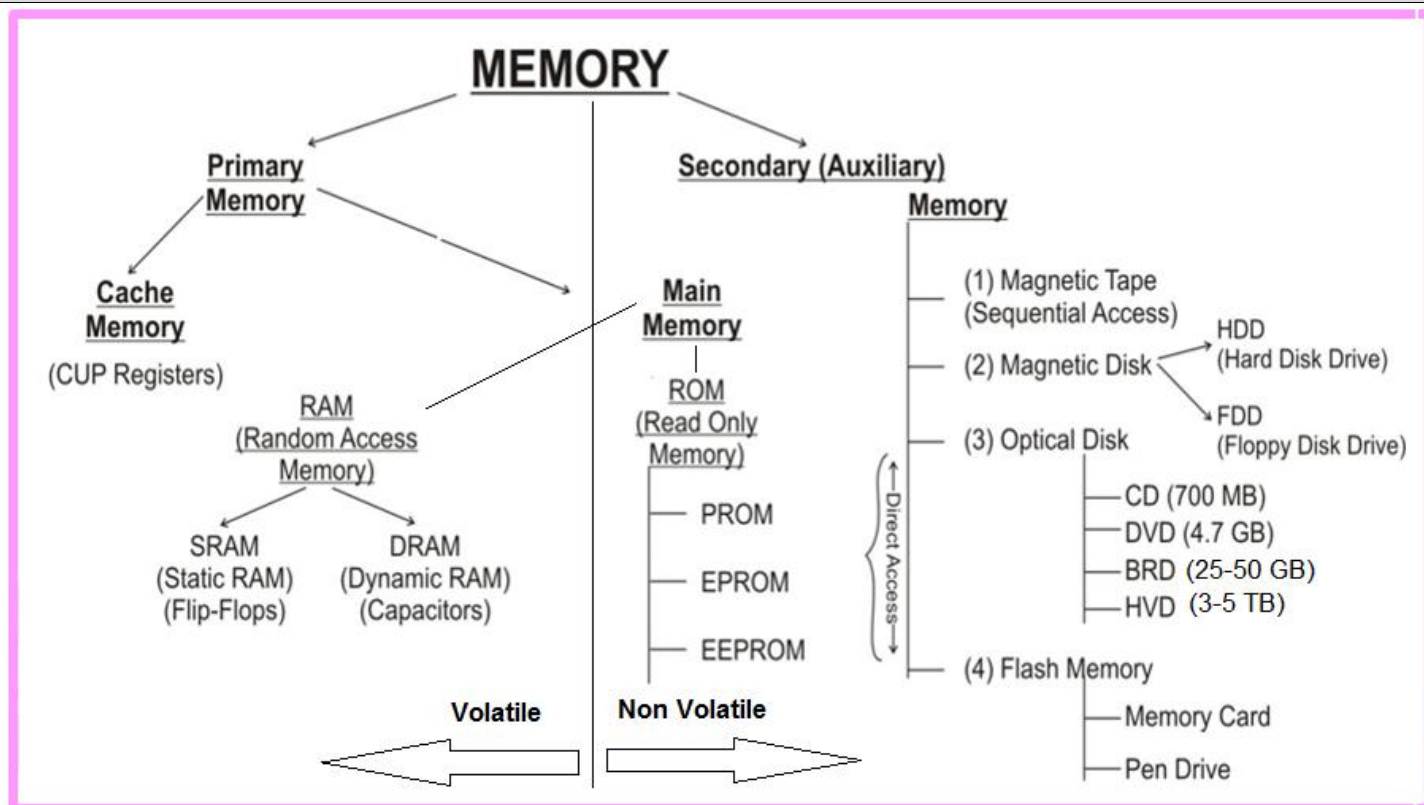 MEMORY
Primary
Memory
Secondary (Auxiliary)
Memory
Cache
Memory
(CUP Registers)
Main
Memory
RAM
(Random Access
Memory)
SRAM
(Static RAM)
(Flip-Flops)
DRAM
(Dynamic RAM)
(Capacitors)
ROM
(Read Only
Memory)
PROM
EPROM
EEPROM
(1) Magnetic Tape
(Sequential Access)
(2) Magnetic Disk
HDD
(Hard Disk Drive)
FDD
(Floppy Disk Drive)
(3) Optical Disk
CD (700 MB)
DVD (4.7 GB)
BRD (25-50 GB)
HVD (3-5 TB)
Direct Access
(4) Flash Memory
Memory Card
Pen Drive
Volatile
Non Volatile